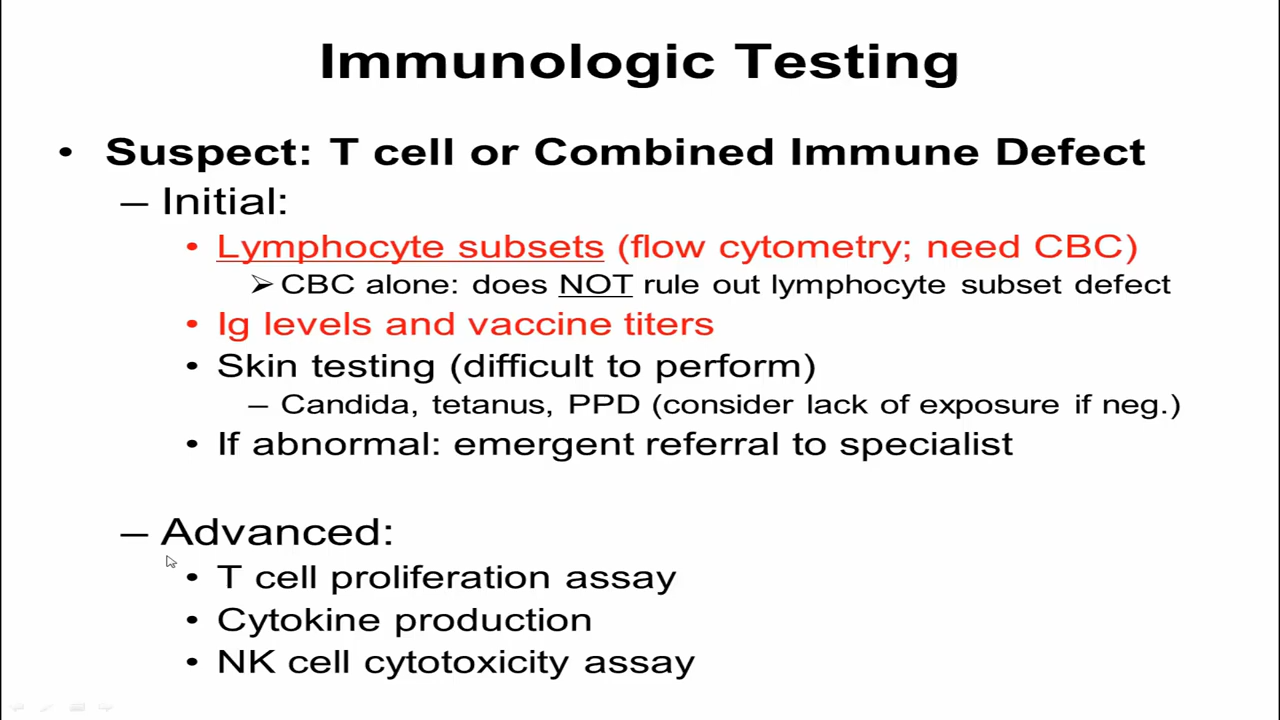 Immunologic Testing
• Suspect: T cell or Combined Immune Defect
– Initial:
• Lymphocyte subsets (flow cytometry; need CBC)
➢ CBC alone: does NOT rule out lymphocyte subset defect
• Ig levels and vaccine titers
• Skin testing (difficult to perform)
– Candida, tetanus, PPD (consider lack of exposure if neg.)
• If abnormal: emergent referral to specialist
– Advanced:
• T cell proliferation assay
• Cytokine production
• NK cell cytotoxicity assay